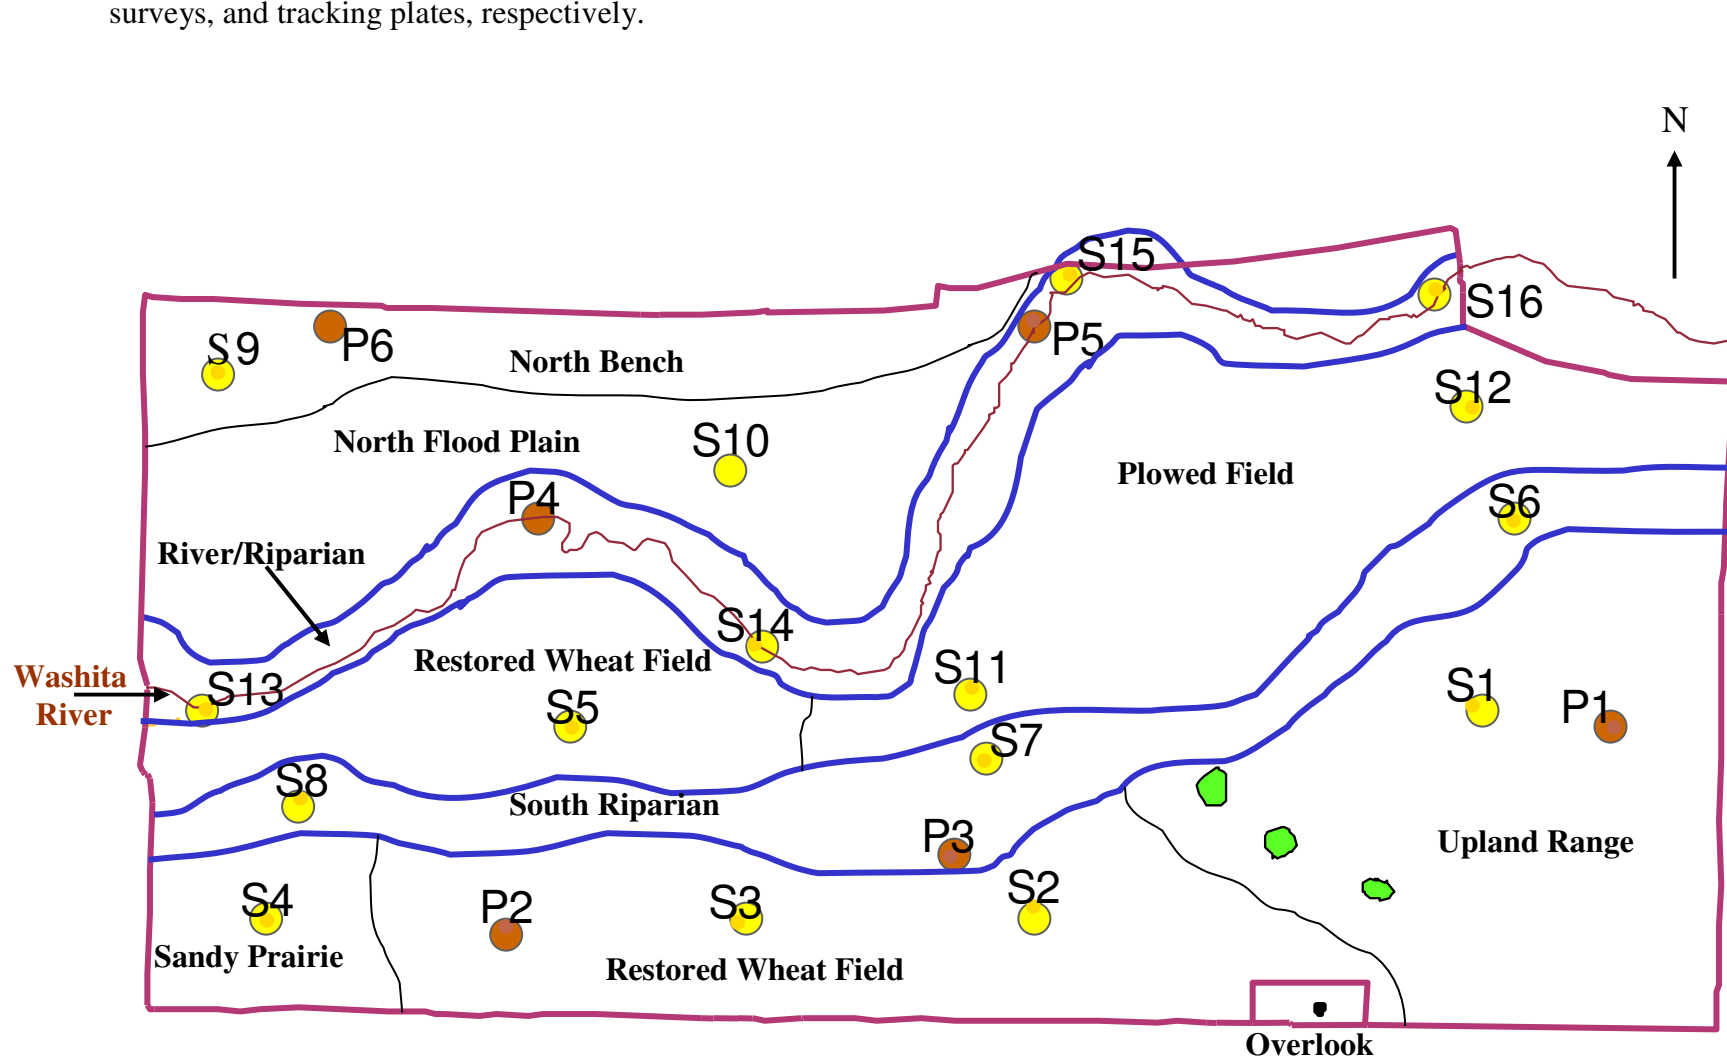 surveys, and tracking plates, respectively.
N
S15
S16
S9
P6
P5
North Bench
S12
North Flood Plain
S10
Plowed Field
P4
S6
River/Riparian
S14
Restored Wheat Field
Washita
River
S13
S11
S1
P1
S5
S7
S8
South Riparian
P3
Upland Range
S4
P2
S3
S2
Sandy Prairie
Restored Wheat Field
Overlook